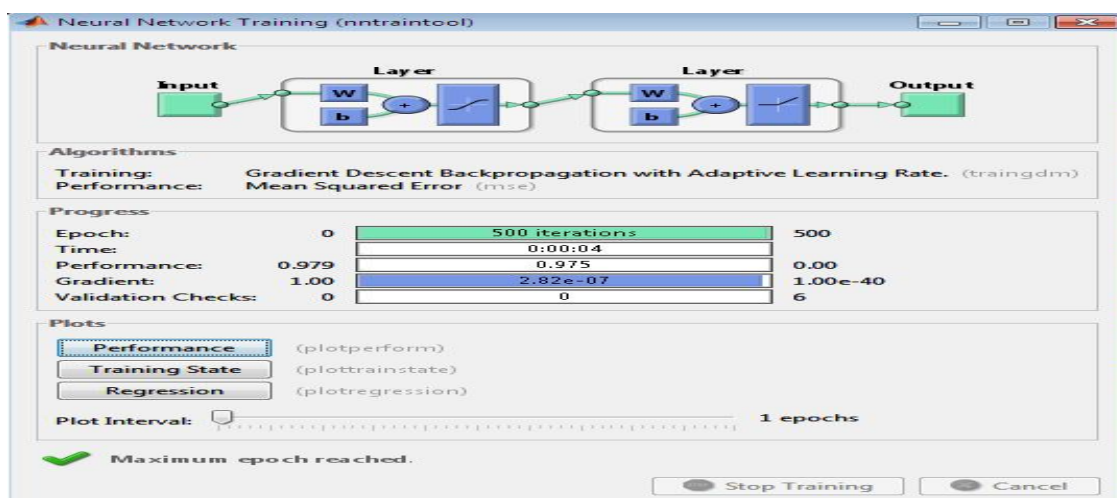 Neural Network Training (nntraintool)
Neural Network
Layer Layer
Input Output
W W
b b
+ +
Algorithms
Training: Gradient Descent Backpropagation with Adaptive Learning Rate. (traingdm)
Performance: Mean Squared Error (mse)
Progress
Epoch: 0 500 iterations 500
Time: 0:00:04
Performance: 0.979 0.975 0.00
Gradient: 1.00 2.82e-07 1.00e-40
Validation Checks: 0 0 6
Plots
Performance (plotperform)
Training State (plottrainstate)
Regression (plotregression)
Plot Interval: 1 epochs
Maximum epoch reached.
Stop Training Cancel